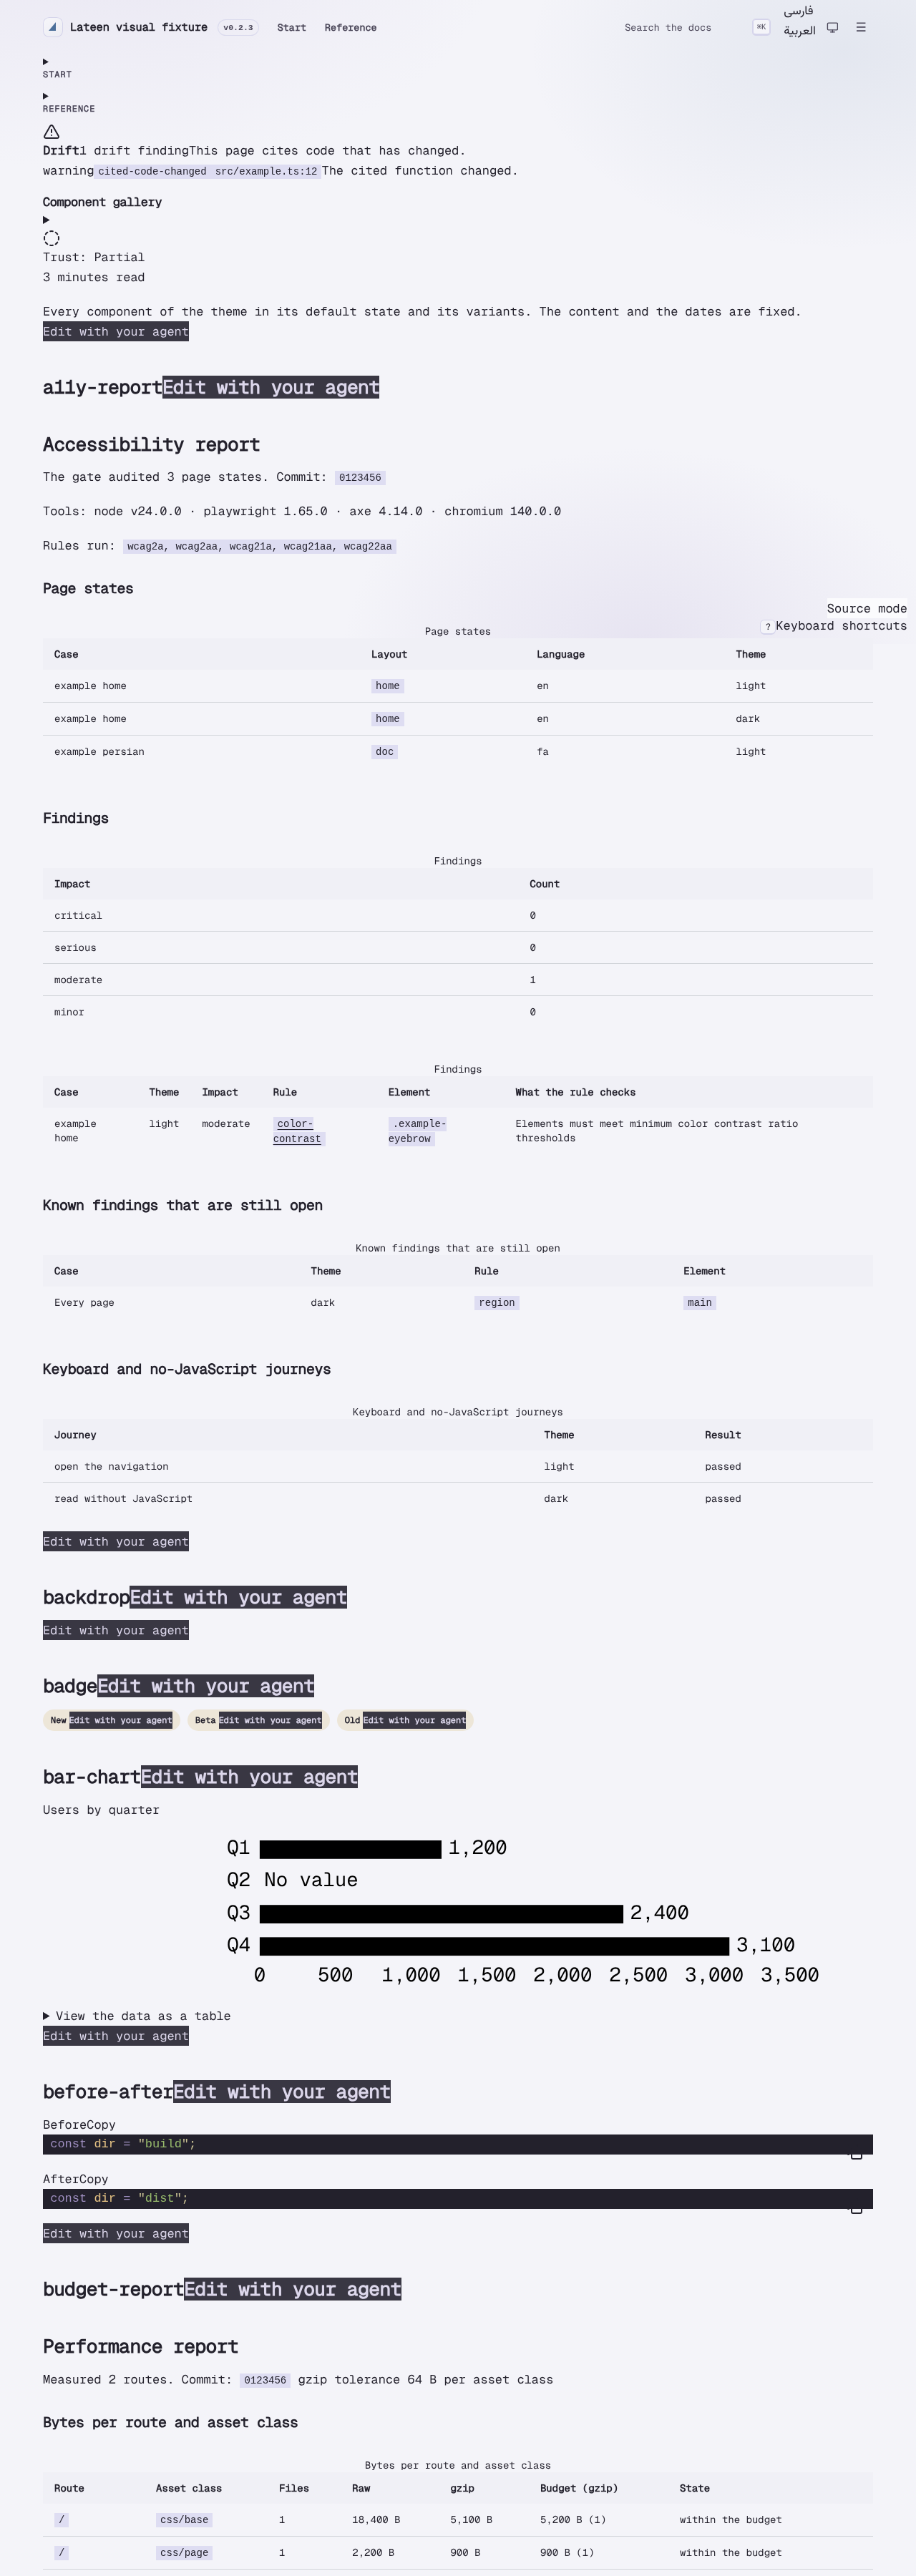 Lateen visual fixture v0.2.3 Start Reference Search the docs ⌘K
فارسی
العربية
START
REFERENCE
Drift1 drift findingThis page cites code that has changed.
warning cited-code-changed src/example.ts:12 The cited function changed.
Component gallery
Trust: Partial
3 minutes read
Every component of the theme in its default state and its variants. The content and the dates are fixed.
Edit with your agent
a11y-reportEdit with your agent
Accessibility report
The gate audited 3 page states. Commit: 0123456
Tools: node v24.0.0 · playwright 1.65.0 · axe 4.14.0 · chromium 140.0.0
Rules run: wcag2a, wcag2aa, wcag21a, wcag21aa, wcag22aa
Page states
Source mode
? Keyboard shortcuts
Page states
Case Layout Language Theme
example home home en light
example home home en dark
example persian doc fa light
Findings
Findings
Impact Count
critical 0
serious 0
moderate 1
minor 0
Findings
Case Theme Impact Rule Element What the rule checks
example light moderate color- .example- Elements must meet minimum color contrast ratio
home contrast eyebrow thresholds
Known findings that are still open
Known findings that are still open
Case Theme Rule Element
Every page dark region main
Keyboard and no-JavaScript journeys
Keyboard and no-JavaScript journeys
Journey Theme Result
open the navigation light passed
read without JavaScript dark passed
Edit with your agent
backdropEdit with your agent
Edit with your agent
badgeEdit with your agent
New Edit with your agent Beta Edit with your agent Old Edit with your agent
bar-chartEdit with your agent
Users by quarter
Q1 1,200
Q2 No value
Q3 2,400
Q4 3,100
0 500 1,000 1,500 2,000 2,500 3,000 3,500
View the data as a table
Edit with your agent
before-afterEdit with your agent
BeforeCopy
const dir = "build";
AfterCopy
const dir = "dist";
Edit with your agent
budget-reportEdit with your agent
Performance report
Measured 2 routes. Commit: 0123456 gzip tolerance 64 B per asset class
Bytes per route and asset class
Bytes per route and asset class
Route Asset class Files Raw gzip Budget (gzip) State
/ css/base 1 18,400 B 5,100 B 5,200 B (1) within the budget
/ css/page 1 2,200 B 900 B 900 B (1) within the budget